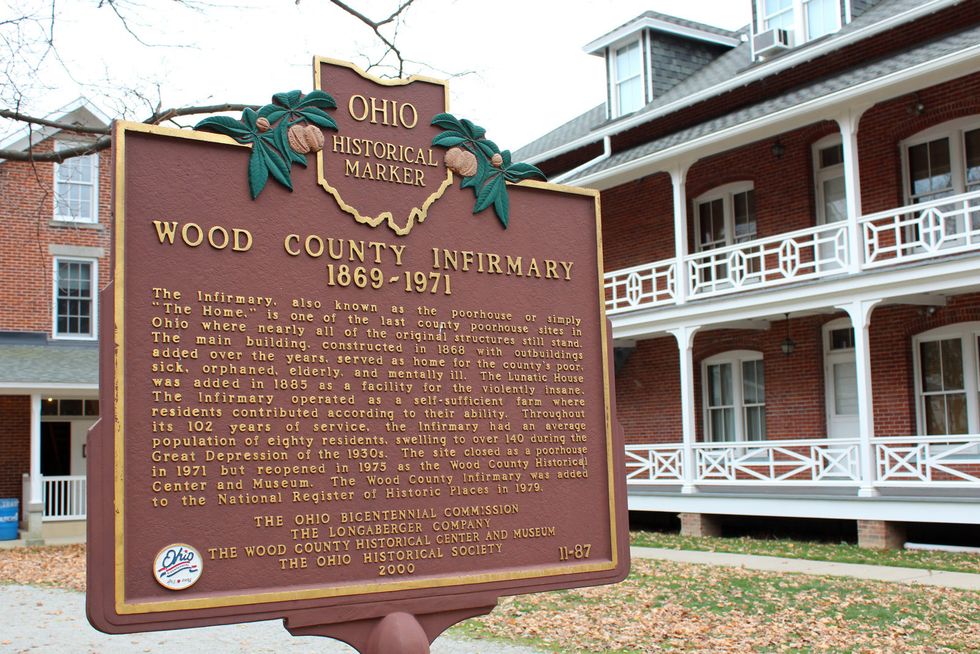 OHIO
HISTORICAL
MARKER
WOOD COUNTY INFIRMARY
1869-1971
The Infirmary, also known as the poorhouse or simply
"The Home," is one of the last county poorhouse sites in
Ohio where nearly all of the original structures still stand.
The main building, constructed in 1868 with outbuildings
added over the years, served as home for the county's poor,
sick, orphaned, elderly, and mentally ill. The Lunatic House
was added in 1885 as a facility for the violently insane.
The Infirmary operated as a self-sufficient farm where
residents contributed according to their ability. Throughout
its 102 years of service, the Infirmary had an average
population of eighty residents, swelling to over 140 during the
Great Depression of the 1930s. The site closed as a poorhouse
in 1971 but reopened in 1975 as the Wood County Historical
Center and Museum. The Wood County Infirmary was added
to the National Register of Historic Places in 1979.
THE OHIO BICENTENNIAL COMMISSION
THE LONGABERGER COMPANY
THE WOOD COUNTY HISTORICAL CENTER AND MUSEUM
THE OHIO HISTORICAL SOCIETY
2000
11-87
Ohio